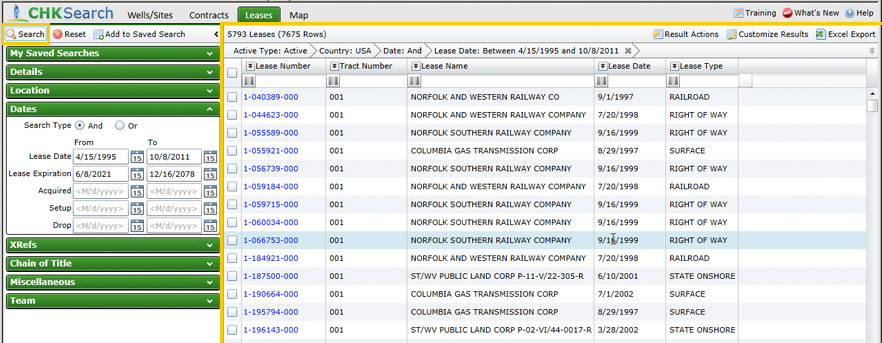 CHKSearch Wells/Sites Contracts Leases Map Training What's New Help
Search Reset Add to Saved Search
My Saved Searches
Details
Location
Dates
Search Type And Or
From To
Lease Date 4/15/1995 15 10/8/2011 15
Lease Expiration 6/8/2021 15 12/16/2078 15
Acquired <M/d/yyyy> 15 <M/d/yyyy> 15
Setup <M/d/yyyy> 15 <M/d/yyyy> 15
Drop <M/d/yyyy> 15 <M/d/yyyy> 15
XRefs
Chain of Title
Miscellaneous
Team
5793 Leases (7675 Rows) Result Actions Customize Results Excel Export
Active Type: Active Country: USA Date: And Lease Date: Between 4/15/1995 and 10/8/2011
Lease Number Tract Number Lease Name Lease Date Lease Type
1-040389-000 001 NORFOLK AND WESTERN RAILWAY CO 9/1/1997 RAILROAD
1-044623-000 001 NORFOLK AND WESTERN RAILWAY COMPANY 7/20/1998 RIGHT OF WAY
1-055589-000 001 NORFOLK SOUTHERN RAILWAY COMPANY 9/16/1999 RIGHT OF WAY
1-055921-000 001 COLUMBIA GAS TRANSMISSION CORP 8/29/1997 SURFACE
1-056739-000 001 NORFOLK SOUTHERN RAILWAY COMPANY 9/16/1999 RIGHT OF WAY
1-059184-000 001 NORFOLK AND WESTERN RAILWAY COMPANY 7/20/1998 RAILROAD
1-059715-000 001 NORFOLK SOUTHERN RAILWAY COMPANY 9/16/1999 RIGHT OF WAY
1-060034-000 001 NORFOLK SOUTHERN RAILWAY COMPANY 9/16/1999 RIGHT OF WAY
1-066753-000 001 NORFOLK SOUTHERN RAILWAY COMPANY 9/16/1999 RIGHT OF WAY
1-184921-000 001 NORFOLK AND WESTERN RAILWAY COMPANY 7/20/1998 RAILROAD
1-187500-000 001 ST/WV PUBLIC LAND CORP P-11-V/22-305-R 6/10/2001 STATE ONSHORE
1-190664-000 001 COLUMBIA GAS TRANSMISSION CORP 7/1/2002 SURFACE
1-195794-000 001 COLUMBIA GAS TRANSMISSION CORP 8/29/1997 SURFACE
1-196143-000 001 ST/WV PUBLIC LAND CORP P-02-VI/44-0017-R 3/28/2002 STATE ONSHORE